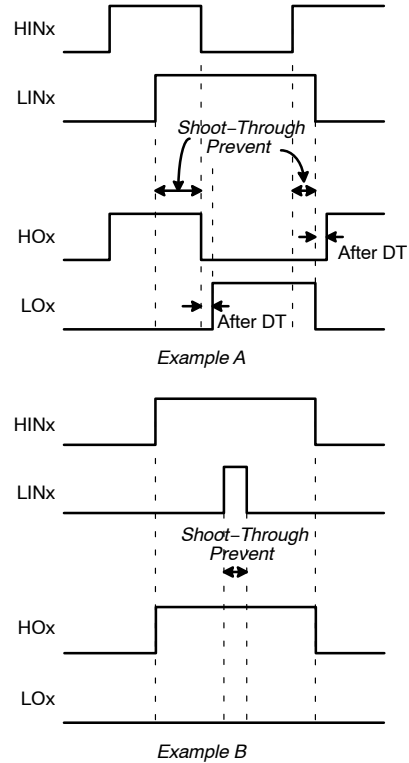 HINx
LINx
Shoot−Through
Prevent
HOx
After DT
LOx
After DT
Example A
HINx
LINx
Shoot−Through
Prevent
HOx
LOx
Example B